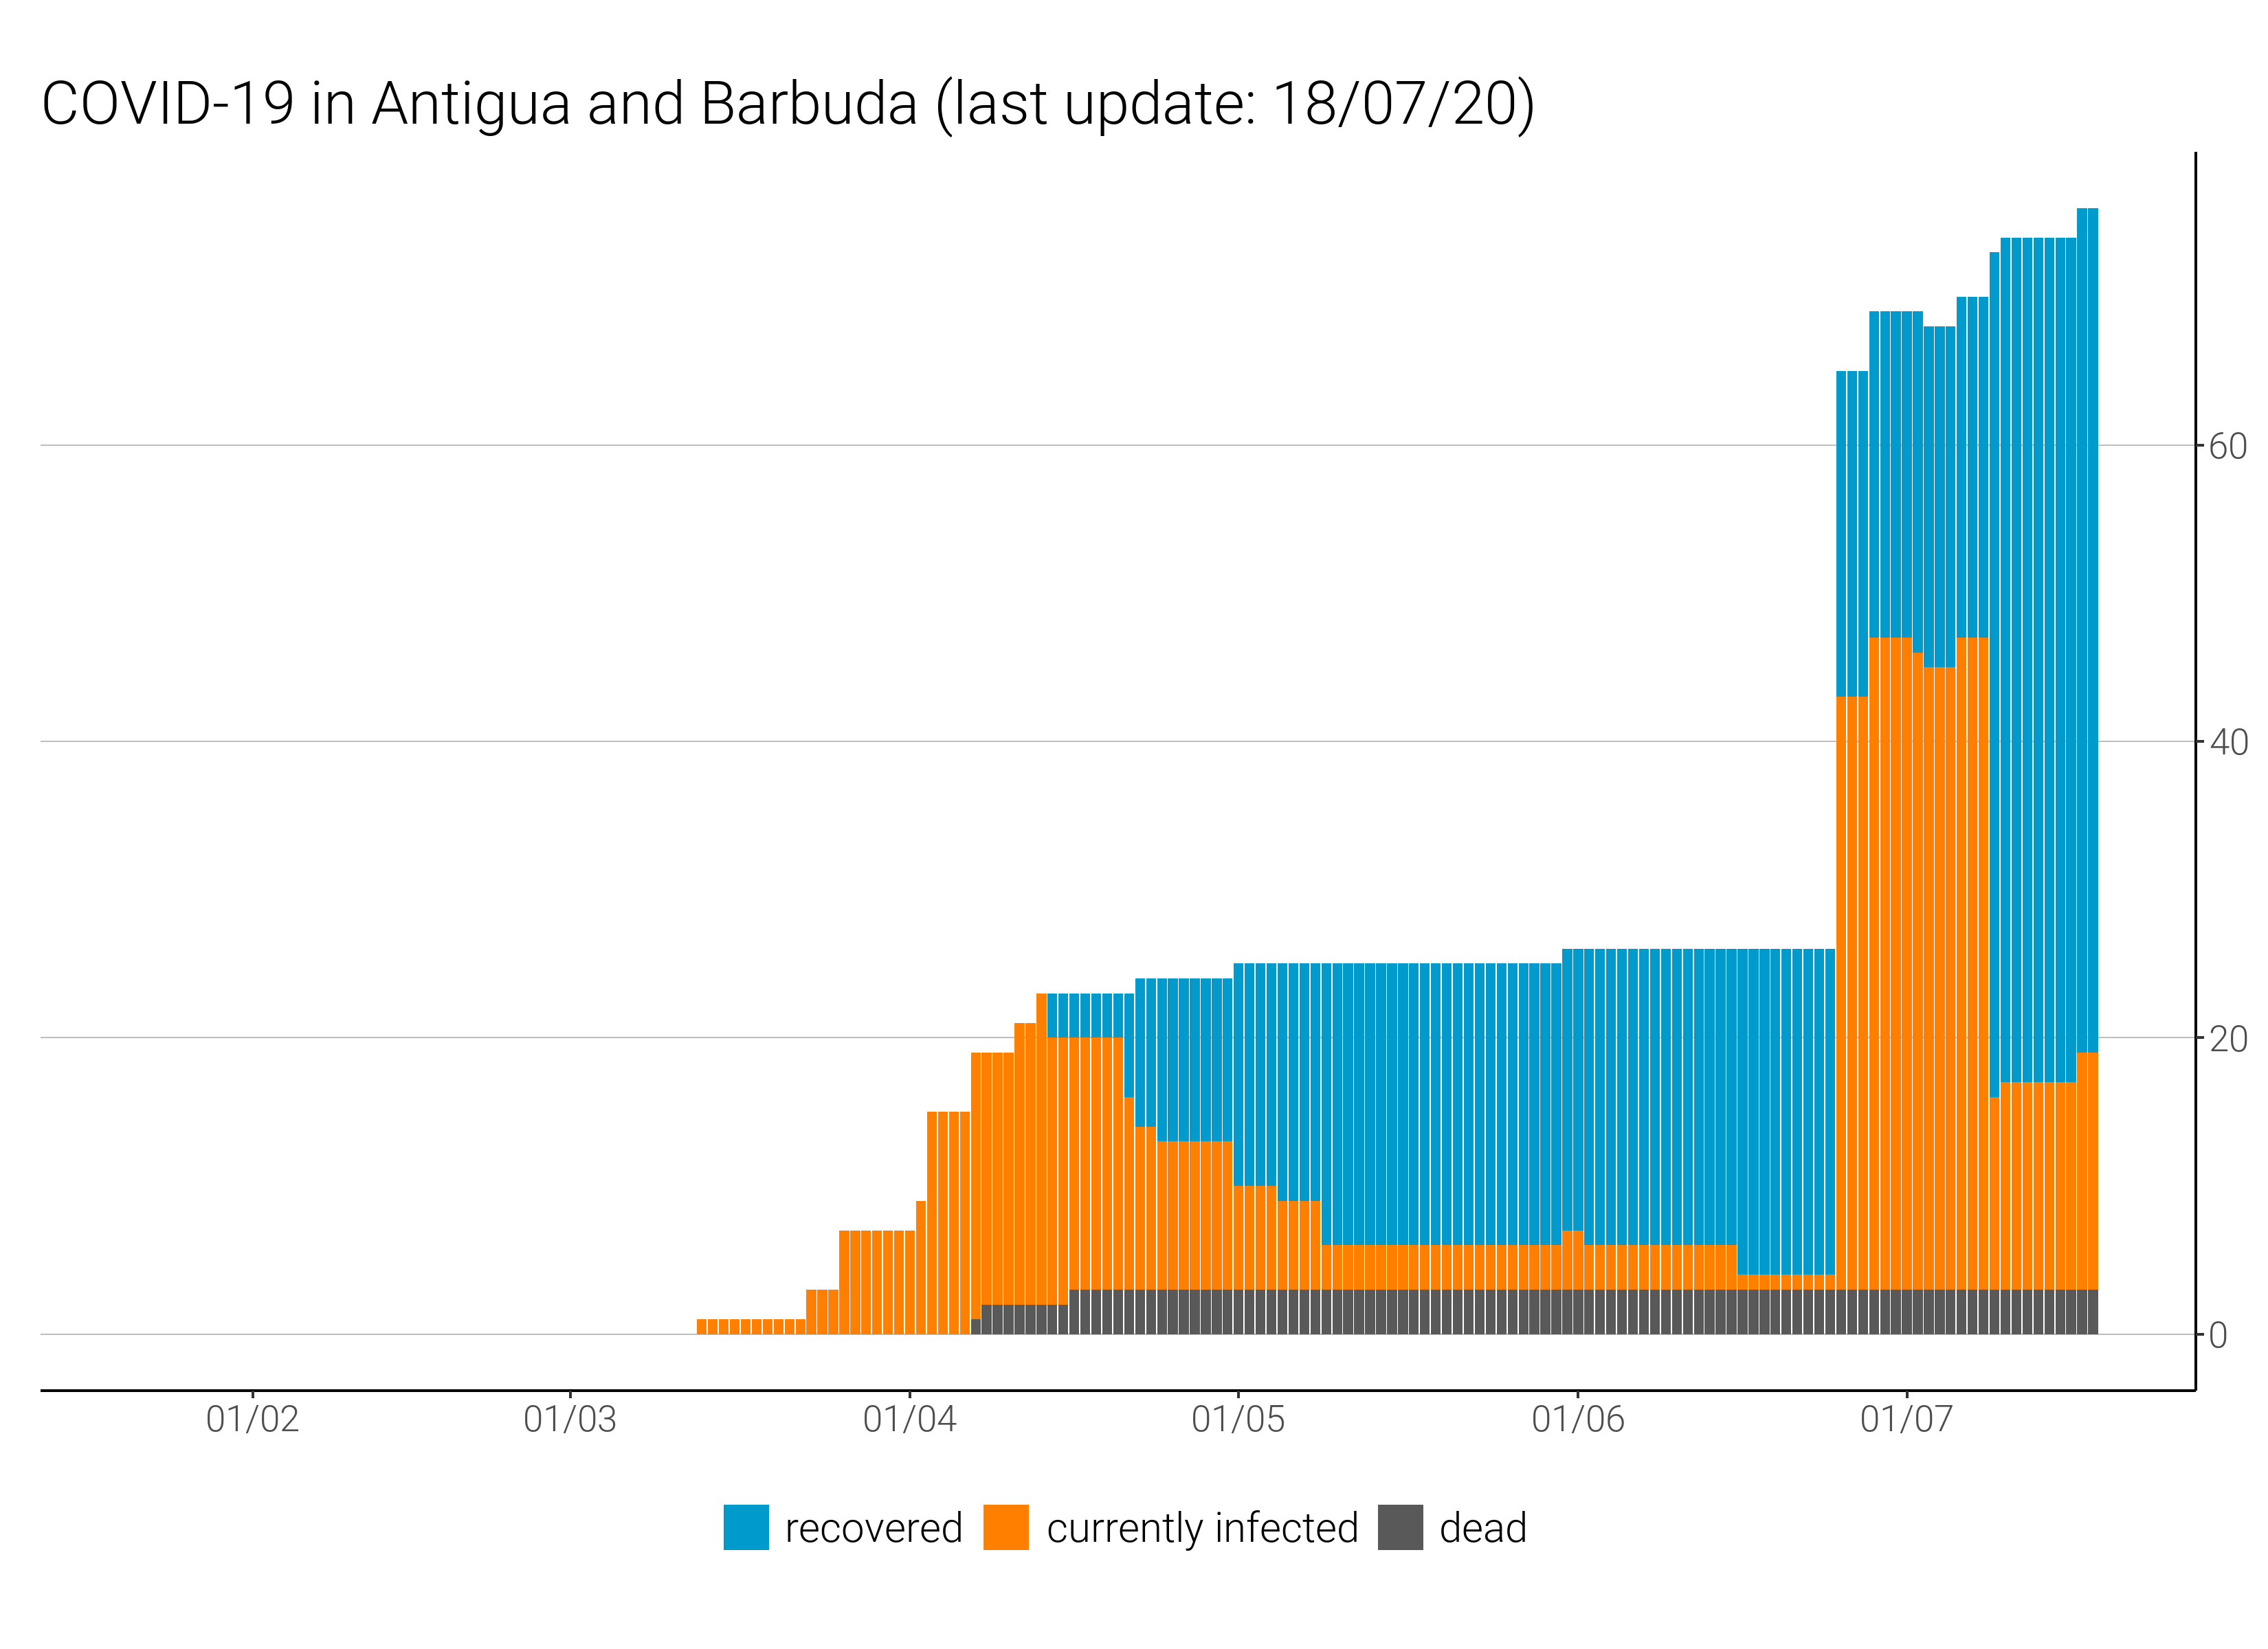 COVID-19 in Antigua and Barbuda (last update: 18/07/20)
60
40
20
0
01/02 01/03 01/04 01/05 01/06 01/07
recovered currently infected dead